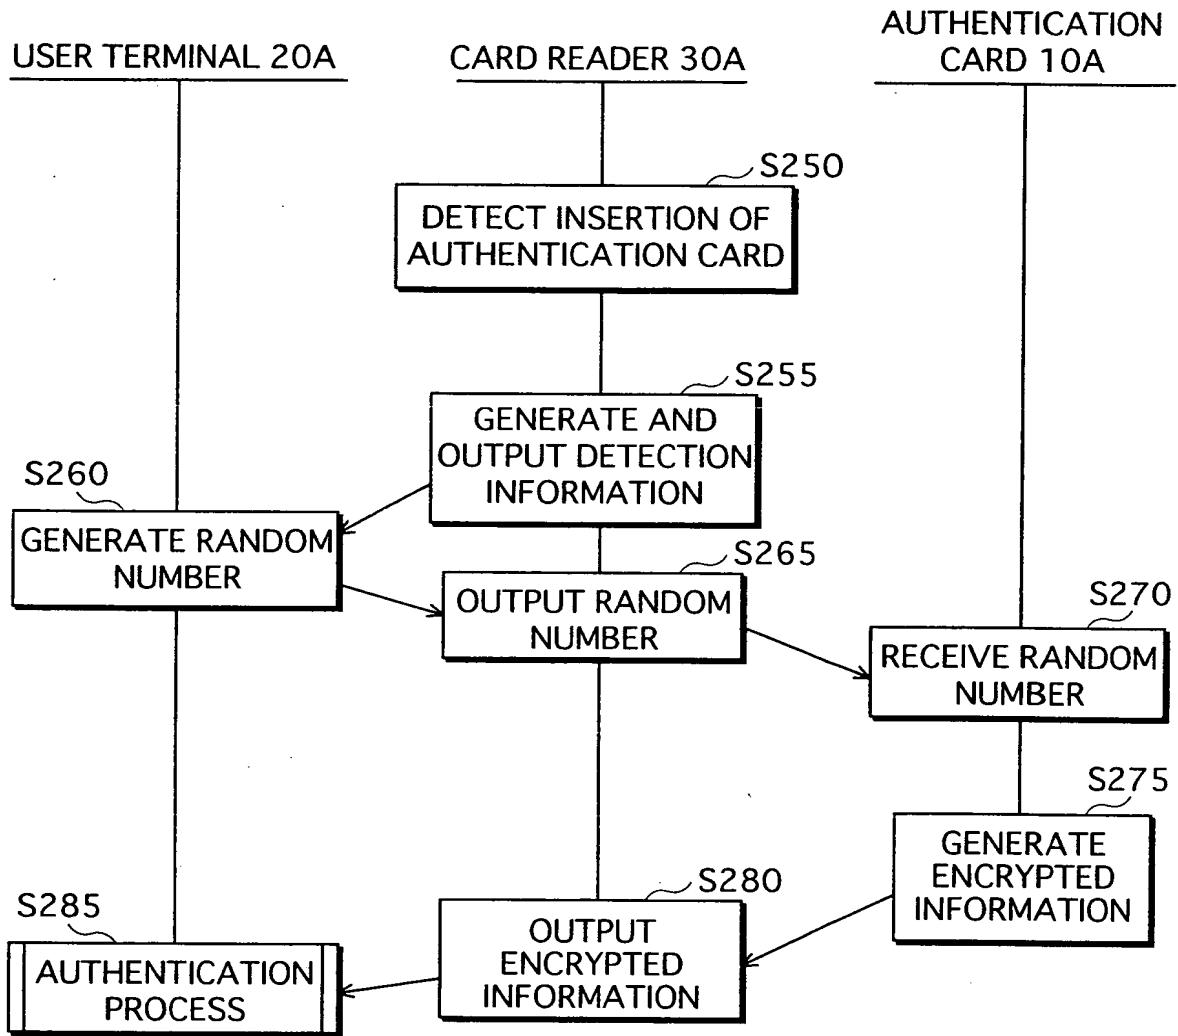 USER TERMINAL 20A
CARD READER 30A
AUTHENTICATION
CARD 10A
S250
DETECT INSERTION OF
AUTHENTICATION CARD
S255
GENERATE AND
OUTPUT DETECTION
INFORMATION
S260
GENERATE RANDOM
NUMBER
S265
OUTPUT RANDOM
NUMBER
S270
RECEIVE RANDOM
NUMBER
S275
GENERATE
ENCRYPTED
INFORMATION
S280
OUTPUT
ENCRYPTED
INFORMATION
S285
AUTHENTICATION
PROCESS